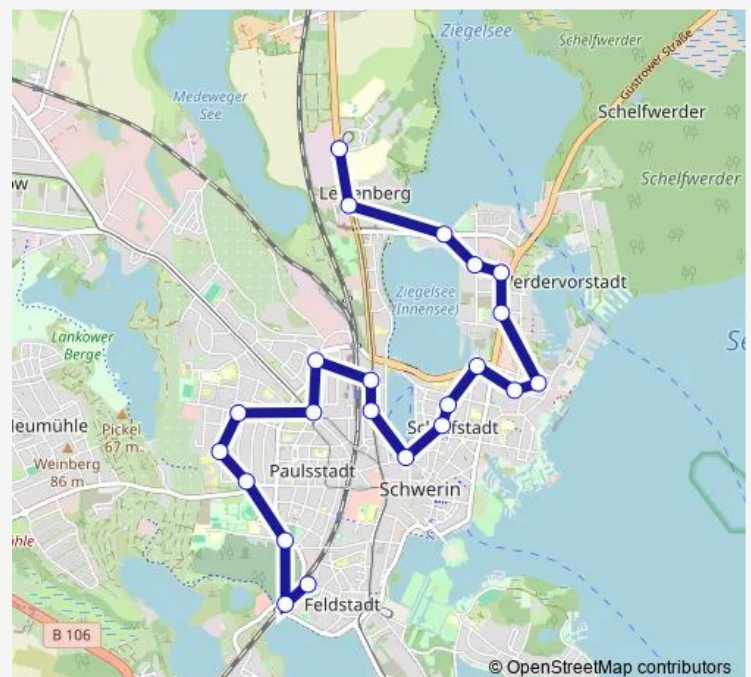 Ziegelsee
Schelfwerder
Güstrower Straße
Medeweger
See
Schelfwerder
Schelfwerder
Ziegelsee
(Innensee)
Lankower
Berge
Pickel
67 m
Weinberg
86 m
Paulsstadt
Schwerin
Feldstadt
B 106
© OpenStreetMap contributors